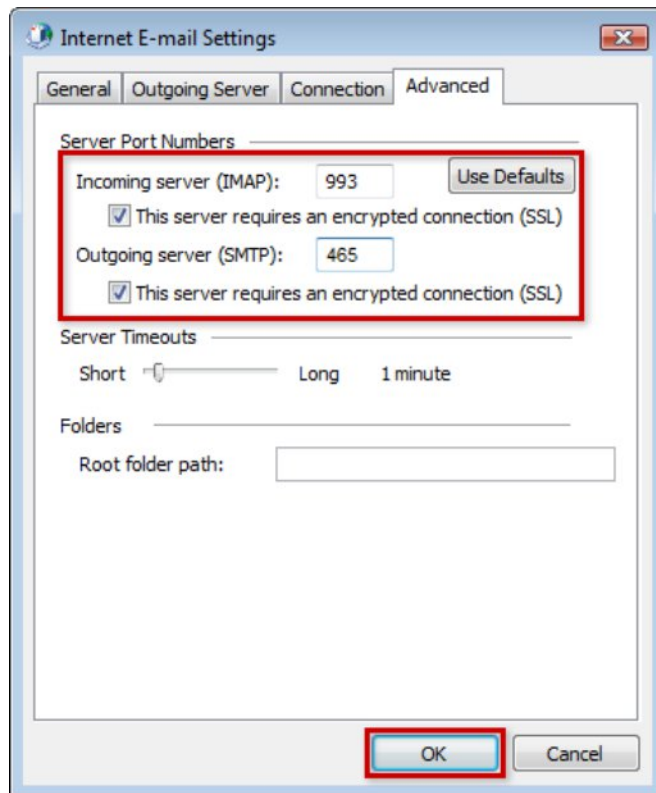 Internet E-mail Settings
General Outgoing Server Connection Advanced
Server Port Numbers
Incoming server (IMAP): 993 Use Defaults
This server requires an encrypted connection (SSL)
Outgoing server (SMTP): 465
This server requires an encrypted connection (SSL)
Server Timeouts
Short Long 1 minute
Folders
Root folder path:
OK Cancel